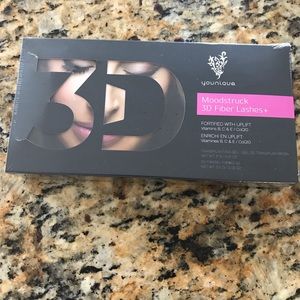 3D
younique
Moodstruck
3D Fiber Lashes+
FORTIFIED WITH UPLIFT
Vitamins B, C & E / CoQ10
ENRICHI EN UPLIFT
Vitamines B, C & E / CoQ10